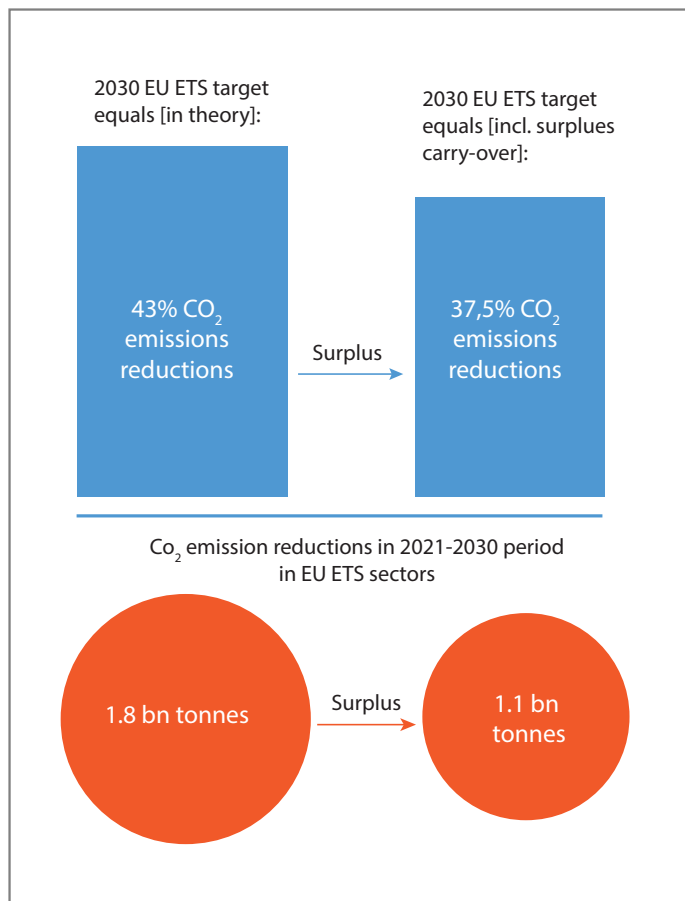 2030 EU ETS target
equals [in theory]:
2030 EU ETS target
equals [incl. surplues
carry-over]:
43% CO₂
emissions
reductions
Surplus
37,5% CO₂
emissions
reductions
Co₂ emission reductions in 2021-2030 period
in EU ETS sectors
1.8 bn tonnes
Surplus
1.1 bn
tonnes